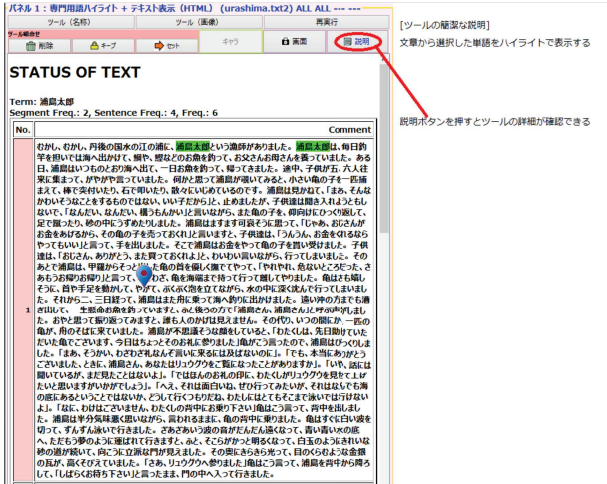 パネル 1：専門用語ハイライト + テキスト表示（HTML）(urashima.txt2) ALL ALL --- ---
ツール（名称）
ツール（画像）
再実行
ツール組合せ
削除
キープ
セット
キャラ
画面
説明
[ツールの簡潔な説明]
文章から選択した単語をハイライトで表示する
説明ボタンを押すとツールの詳細が確認できる
STATUS OF TEXT
Term: 浦島太郎
Segment Freq.: 2, Sentence Freq.: 4, Freq.: 6
No.
Comment
1
むかし、むかし、丹後の国水の江の浦に、浦島太郎という漁師がありました。浦島太郎は、毎日釣
竿を担いでは海へ出かけて、鯛や、鰹などのお魚を釣って、お父さんお母さんを養っていました。ある
日、浦島はいつものとおり海へ出て、一日お魚を釣って、帰ってきました。途中、子供が五、六人往
来に集まって、がやがや言っていました。何かと思って浦島が覗いてみると、小さい亀の子を一匹捕
まえて、棒で突付いたり、石で叩いたり、散々にいじめているのです。浦島は見かねて、「まあ、そんな
かわいそうなことをするものではない、いい子だから」と、止めましたが、子供達は聞き入れようともし
ないで、「なんだい、なんだい、構うもんかい」と言いながら、また亀の子を、仰向けにひっくり返して、
足で蹴ったり、砂の中にうずめたりしました。浦島はますます可哀そうに思って、「じゃあ、おじさんが
お金をあげるから、その亀の子を売っておくれ」と言いますと、子供達は、「うんうん、お金をくれるなら
やってもいい」と言って、手を出しました。そこで浦島はお金をやって亀の子を貰い受けました。子供
達は、「おじさん、ありがとう、また買っておくれよ」と、わいわい言いながら、行ってしまいました。その
あとで浦島は、甲羅からそっと
た亀の首を優しく撫でてやって、「やれやれ、危ないところだった、さ
あもうお帰りお帰り」と言って、
わざ、亀を海端まで持って行って離してやりました。亀はさも嬉し
そうに、首や手足を動かして、やがて、ぶくぶく泡を立てながら、水の中に深く沈んで行ってしまいまし
た。それから二、三日経って、浦島はまた舟に乗って海へ釣りに出かけました。遠い沖の方までも漕
ぎ出して、一生懸命お魚を釣っていますと、ふと後ろの方で「浦島さん、浦島さん」と呼ぶ声がしまし
た。おやと思って振り返ってみますと、誰も人のかげは見えません。その代り、いつの間にか、一匹の
亀が、舟のそばに来ていました。浦島が不思議そうな顔をしていると、「わたくしは、先日助けていた
だいた亀でございます、今日はちょっとそのお礼に参りました」亀がこう言ったので、浦島はびっくりしま
した。「まあ、そうかい、わざわざ礼なんぞ言いに来るには及ばないのに」。「でも、本当にありがとう
ございました、ときに、浦島さん、あなたはリュウグウをご覧になったことがありますか」。「いや、話には
聞いているが、まだ見たことはないよ」。「ではほんのお礼の印に、わたくしがリュウグウを見せて上げ
たいと思いますがいかがでしょう」。「へえ、それは面白いね、ぜひ行ってみたいが、それはなんでも海
の底にあるということではないか、どうして行くつもりだね、わたしにはとてもそこまで泳いでは行けない
よ」。「なに、わけはございません、わたくしの背中にお乗り下さい」亀はこう言って、背中を出しまし
た。浦島は半分気味悪く思いながら、言われるままに、亀の背中に乗りました。亀はすぐに白い波を
切って、ずんずん泳いで行きました。ざあざあいう波の音がだんだん遠くなって、青い青い水の底
へ、ただもう夢のように運ばれて行きますと、ふと、そこらがかっと明るくなって、白玉のようにきれいな
砂の道が続いて、向こうに立派な門が見えました。その奥にきらきら光って、目のくらむような金銀
の瓦が、高くそびえていました。「さあ、リュウグウへ参りました」亀はこう言って、浦島を背中から降ろ
して、「しばらくお待ち下さい」と言ったまま、門の中へ入って行きました。